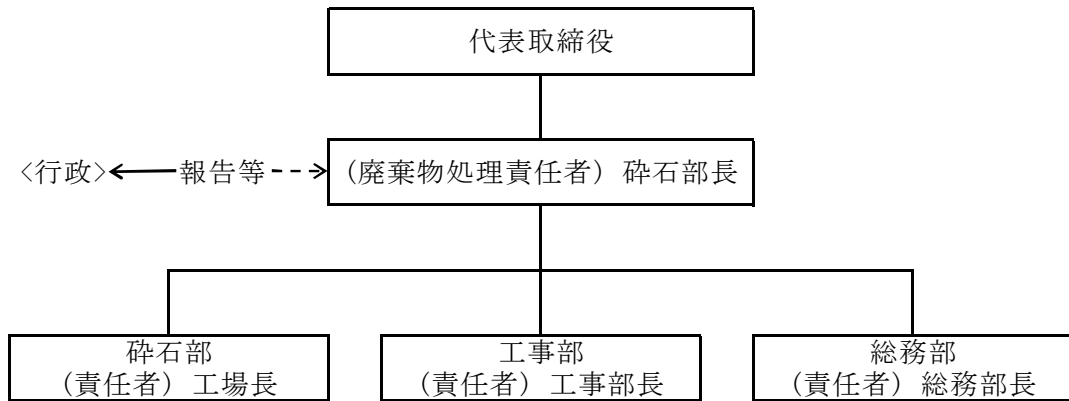 代表取締役
<行政> 報告等 (廃棄物処理責任者) 砕石部長
砕石部
(責任者) 工場長
工事部
(責任者) 工事部長
総務部
(責任者) 総務部長